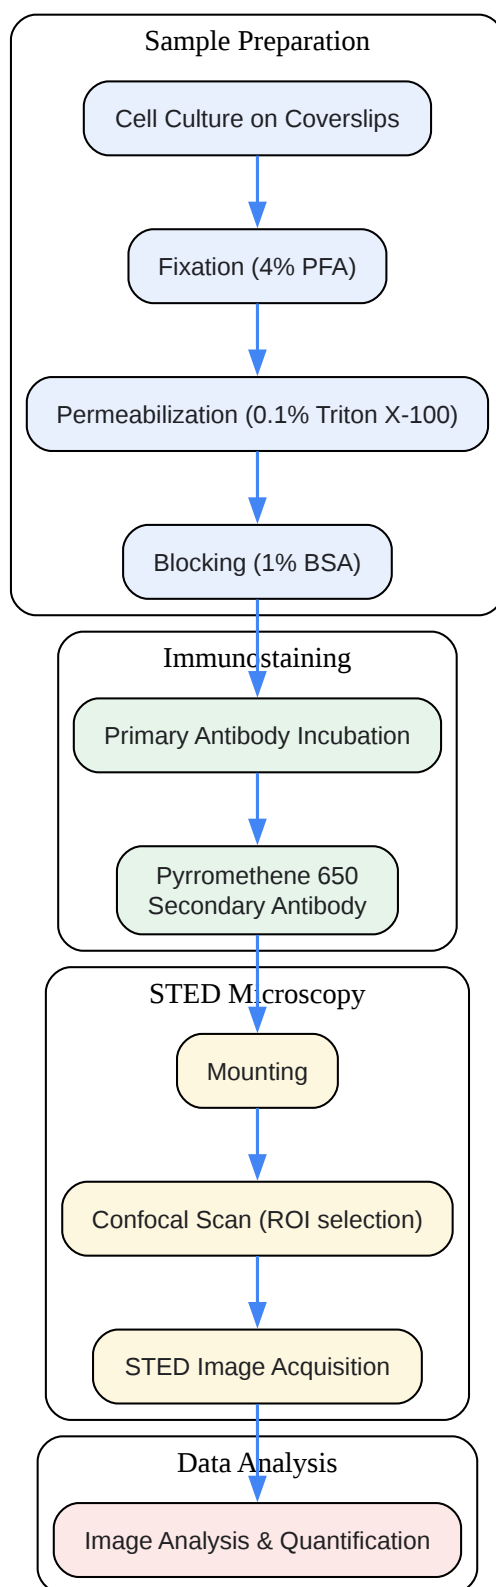 Sample Preparation
Cell Culture on Coverslips
Fixation (4% PFA)
Permeabilization (0.1% Triton X-100)
Blocking (1% BSA)
Immunostaining
Primary Antibody Incubation
Pyrromethene 650
Secondary Antibody
STED Microscopy
Mounting
Confocal Scan (ROI selection)
STED Image Acquisition
Data Analysis
Image Analysis & Quantification